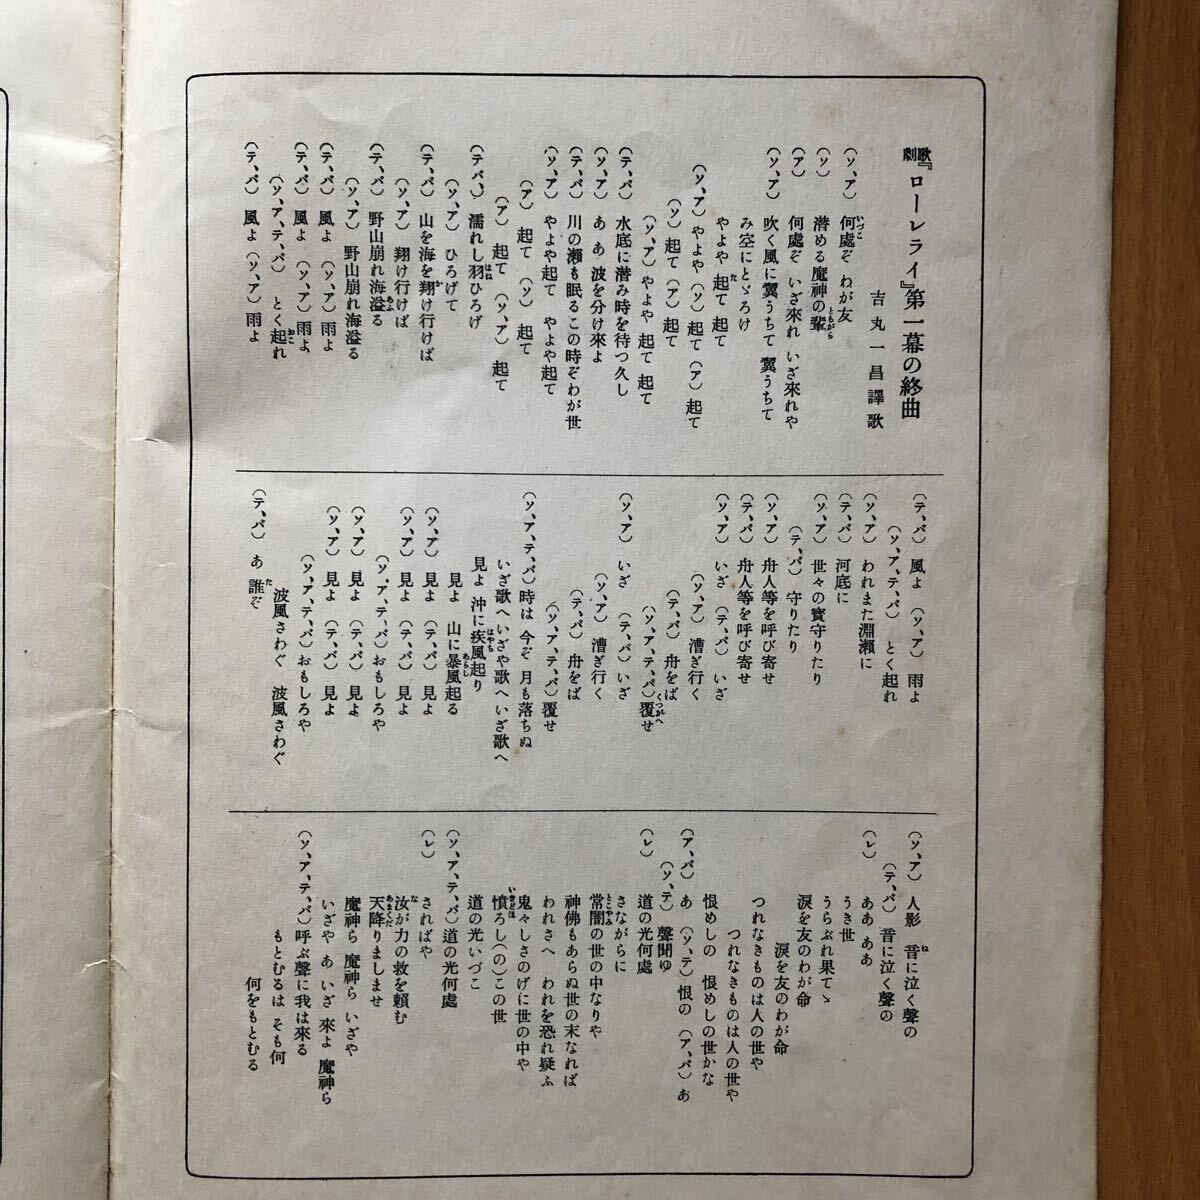 歌劇『ローレライ』第一幕の終曲
吉丸一昌譯歌
(ソ、ア) 何處ぞ わが友
(ソ) 潜める魔神の輩
(ア) 何處ぞ いざ來れ いざ來れや
(ソ、ア) 吹く風に翼うちて 翼うちて
み空にとゞろけ
やよや 起て 起て
(ソ、ア) やよや (ソ) 起て (ア) 起て
(ソ) 起て (ア) 起て
(ソ、ア) やよや 起て 起て
(テ、バ) 水底に潜み時を待つ久し
(ソ、ア) あ あ 波を分け來よ
(テ、バ) 川の瀬も眠るこの時ぞわが世
(ソ、ア) やよや起て やよや起て
(ア) 起て (ソ) 起て
(ア) 起て (ソ、ア) 起て
(テ、バ) 濡れし羽ひろげ
(ソ、ア) ひろげて
(テ、バ) 山を海を翔け行けば
(ソ、ア) 翔け行けば
(テ、バ) 野山崩れ海溢る
(ソ、ア) 野山崩れ海溢る
(テ、バ) 風よ (ソ、ア) 雨よ
(テ、バ) 風よ (ソ、ア) 雨よ
(ソ、ア、テ、バ) とく起れ
(テ、バ) 風よ (ソ、ア) 雨よ
(テ、バ) 風よ (ソ、ア) 雨よ
(ソ、ア、テ、バ) とく起れ
(ソ、ア) われまた淵瀬に
(テ、バ) 河底に
(ソ、ア) 世々の寳守りたり
(テ、バ) 守りたり
(ソ、ア) 舟人等を呼び寄せ
(テ、バ) 舟人等を呼び寄せ
(ソ、ア) いざ (テ、バ) いざ
(ソ、ア) 漕ぎ行く
(テ、バ) 舟をば
(ソ、ア、テ、バ) 覆せ
(ソ、ア) いざ (テ、バ) いざ
(ソ、ア) 漕ぎ行く
(テ、バ) 舟をば
(ソ、ア、テ、バ) 覆せ
(ソ、ア、テ、バ) 時は 今ぞ 月も落ちぬ
いざ歌へいざや歌へいざ歌へ
見よ 沖に疾風起り
見よ 山に暴風起る
(ソ、ア) 見よ (テ、バ) 見よ
(ソ、ア) 見よ (テ、バ) 見よ
(ソ、ア、テ、バ) おもしろや
(ソ、ア) 見よ (テ、バ) 見よ
(ソ、ア) 見よ (テ、バ) 見よ
(ソ、ア、テ、バ) おもしろや
波風さわぐ 波風さわぐ
(テ、バ) あ 誰ぞ
(ソ、ア) 人影 音に泣く聲の
(テ、バ) 音に泣く聲の
(レ) ああ ああ
うき世
うらぶれ果てゝ
涙を友のわが命
涙を友のわが命
つれなきものは人の世や
つれなきものは人の世や
恨めしの 恨めしの世かな
(ア、バ) あ (ソ、テ) 恨の (ア、バ) あ
(ソ、テ) 聲聞ゆ
(レ) 道の光何處
さながらに
常闇の世の中なりや
神佛もあらぬ世の末なれば
われさへ われを恐れ疑ふ
鬼々しさのげに世の中や
憤ろし(の)この世
道の光いづこ
(ソ、ア、テ、バ) 道の光何處
(レ) さればや
汝が力の救を賴む
天降りましませ
魔神ら 魔神ら いざや
いざや あ いざ 來よ 魔神ら
(ソ、ア、テ、バ) 呼ぶ聲に我は來る
もとむるは そも何
何をもとむる